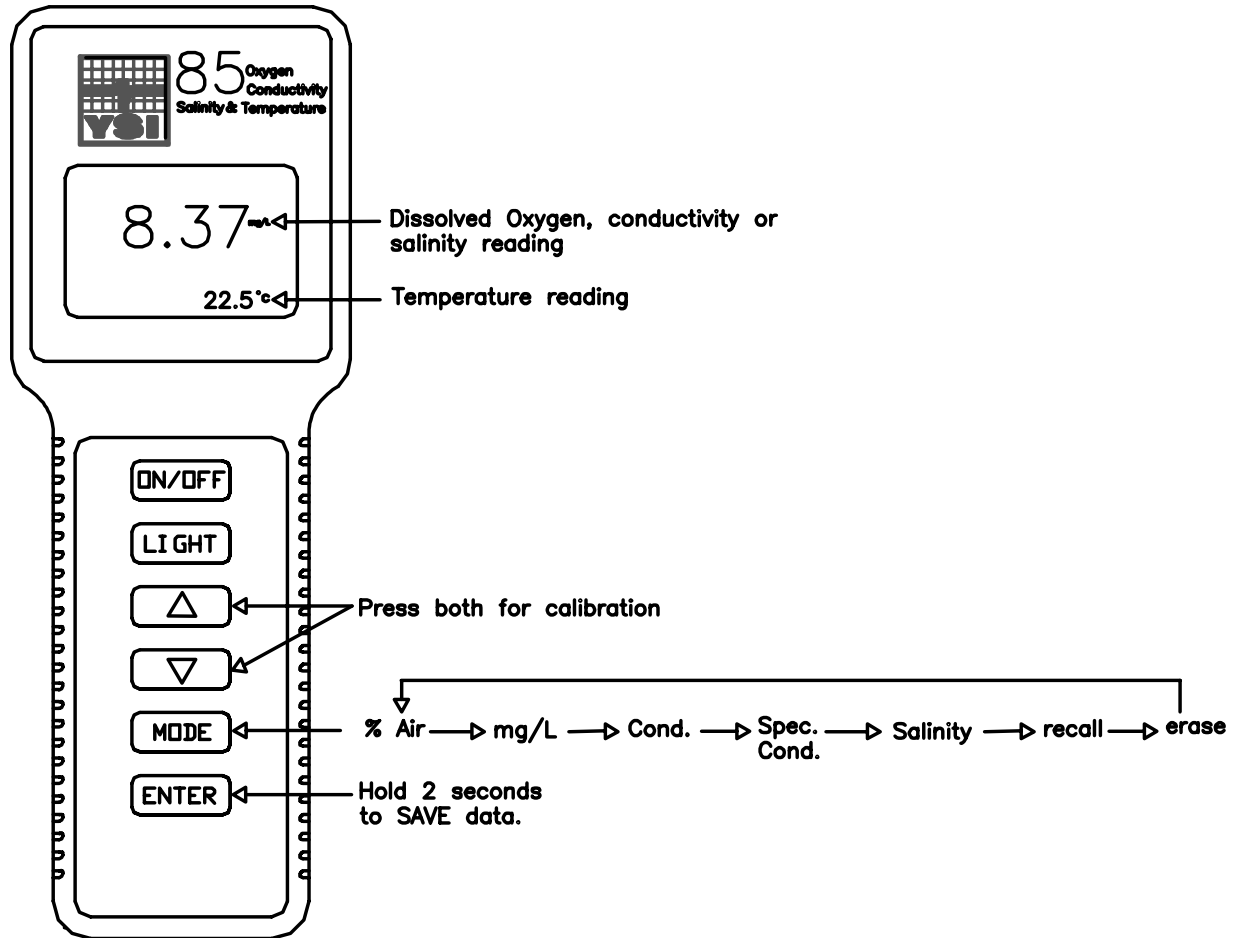 85
Oxygen
Conductivity
Salinity & Temperature
YSI
8.37 mg/L
22.5°C
Dissolved Oxygen, conductivity or
salinity reading
Temperature reading
ON/OFF
LIGHT
Press both for calibration
MODE
% Air
mg/L
Cond.
Spec.
Cond.
Salinity
recall
erase
ENTER
Hold 2 seconds
to SAVE data.